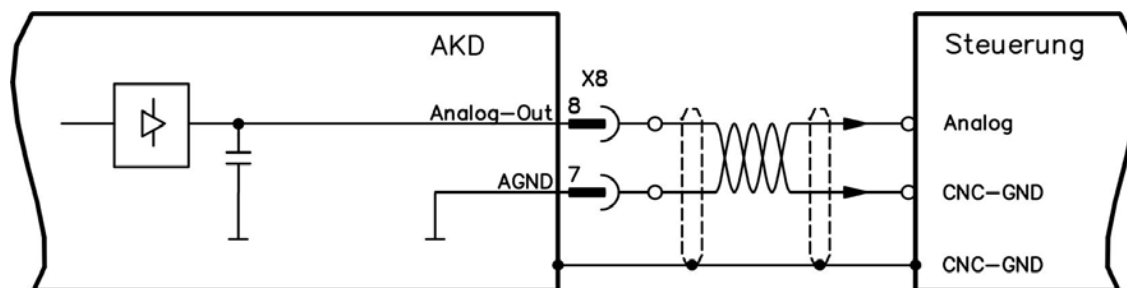 AKD
Steuerung
X8
Analog-Out
8
Analog
AGND
7
CNC-GND
CNC-GND